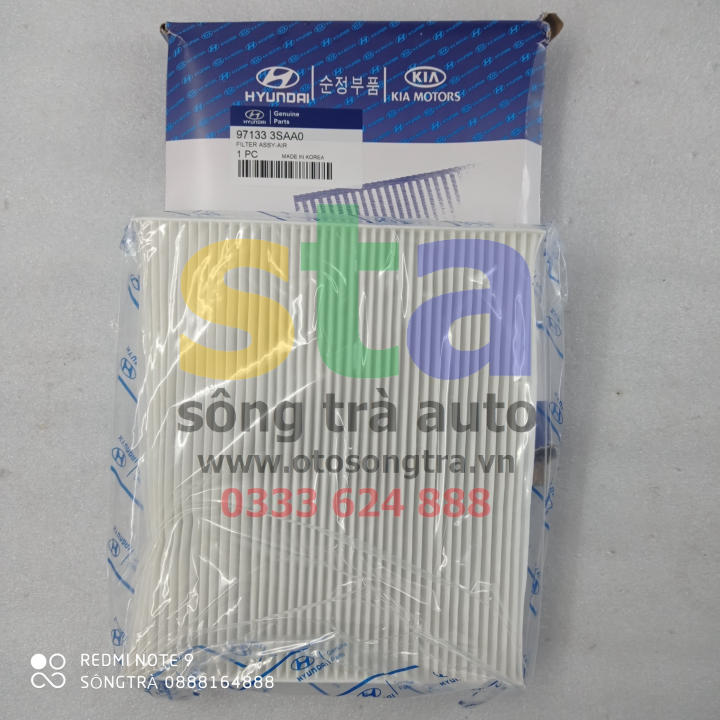 HYUNDAI
순정부품
KIA
KIA MOTORS
HYUNDAI
Genuine
Parts
97133 3SAA0
FILTER ASSY-AIR
1 PC MADE IN KOREA
sta
sông trà auto
www.otosongtra.vn
0333 624 888
REDMI NOTE 9
SÔNGTRÀ 0888164888